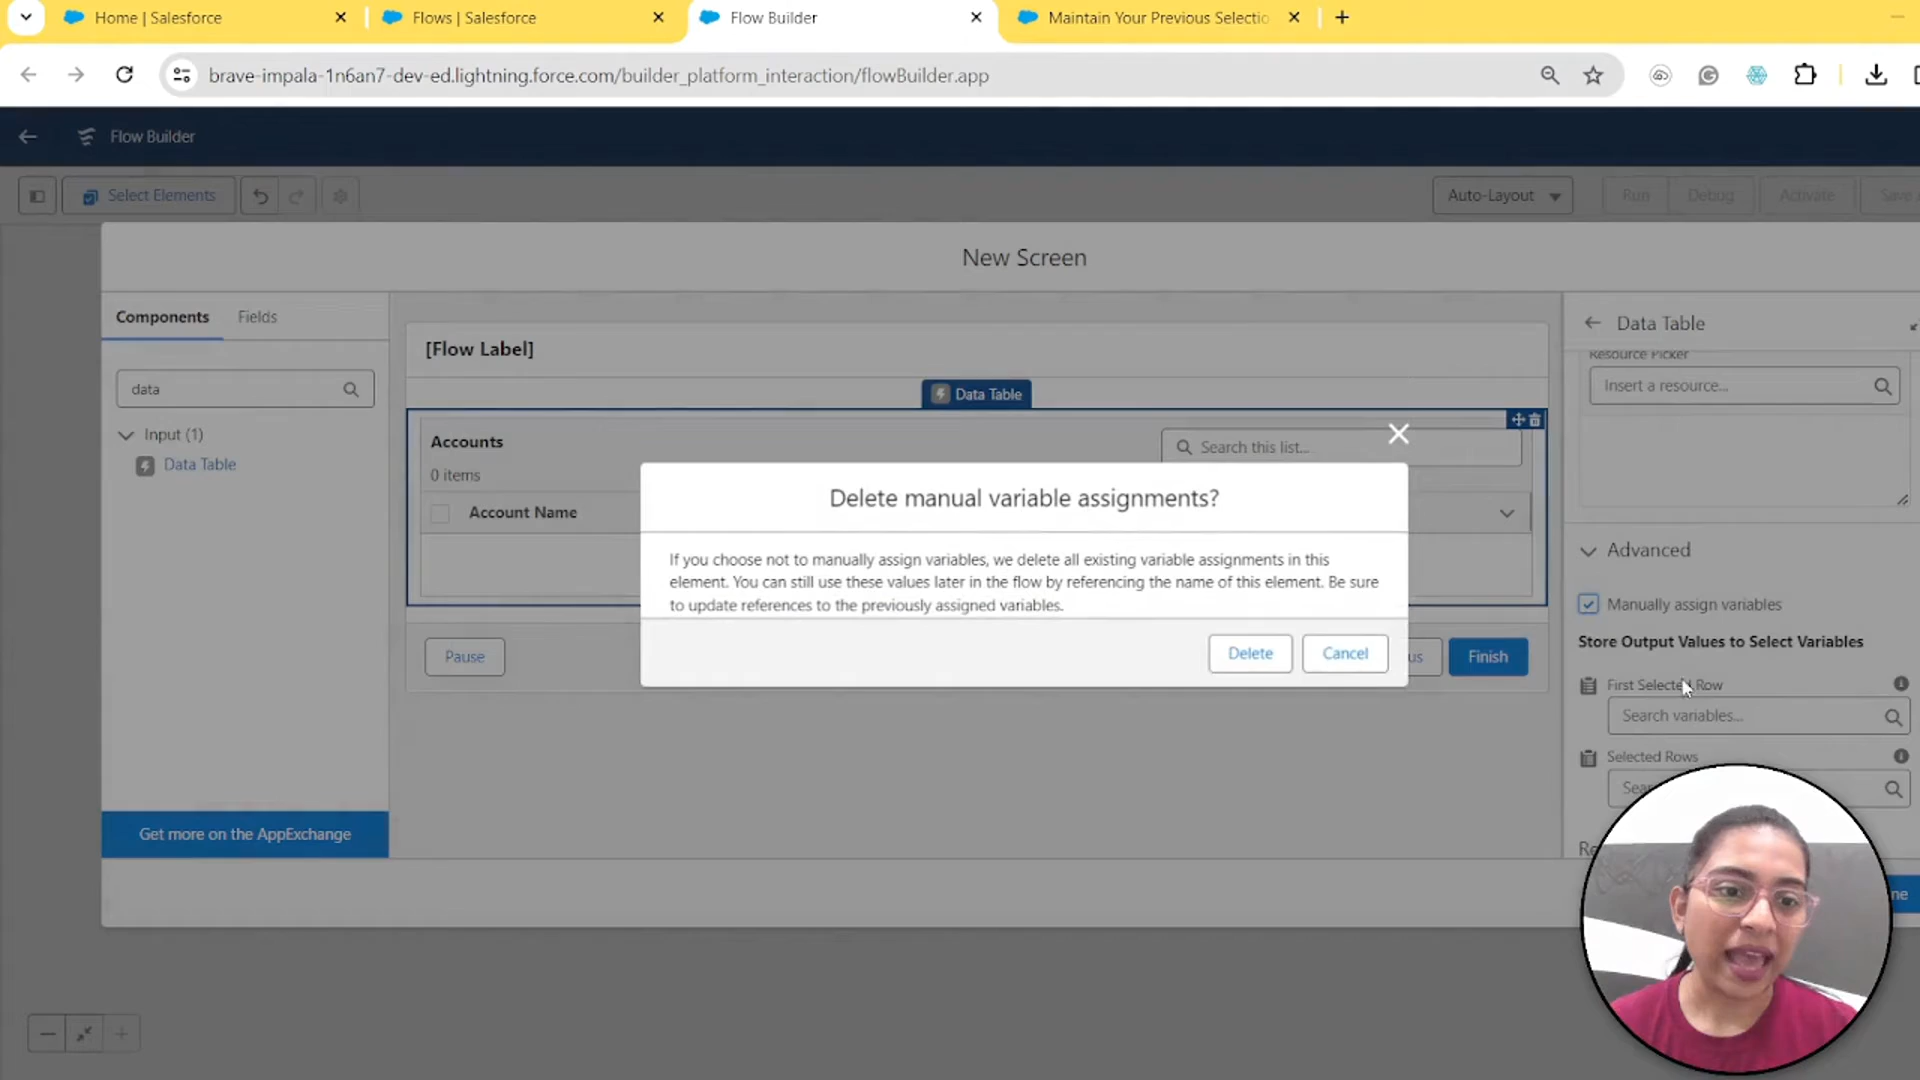 Home | Salesforce
Flows | Salesforce
Flow Builder
Maintain Your Previous Selectio
brave-impala-1n6an7-dev-ed.lightning.force.com/builder_platform_interaction/flowBuilder.app
Flow Builder
Select Elements
Auto-Layout
Run
Debug
Activate
Save
New Screen
Components
Fields
data
Input (1)
Data Table
Get more on the AppExchange
[Flow Label]
Data Table
Accounts
0 items
Search this list...
Account Name
Pause
us
Finish
Delete manual variable assignments?
If you choose not to manually assign variables, we delete all existing variable assignments in this
element. You can still use these values later in the flow by referencing the name of this element. Be sure
to update references to the previously assigned variables.
Delete
Cancel
Data Table
Resource Picker
Insert a resource...
Advanced
Manually assign variables
Store Output Values to Select Variables
First Selected Row
Search variables...
Selected Rows
Sear
Re
ne